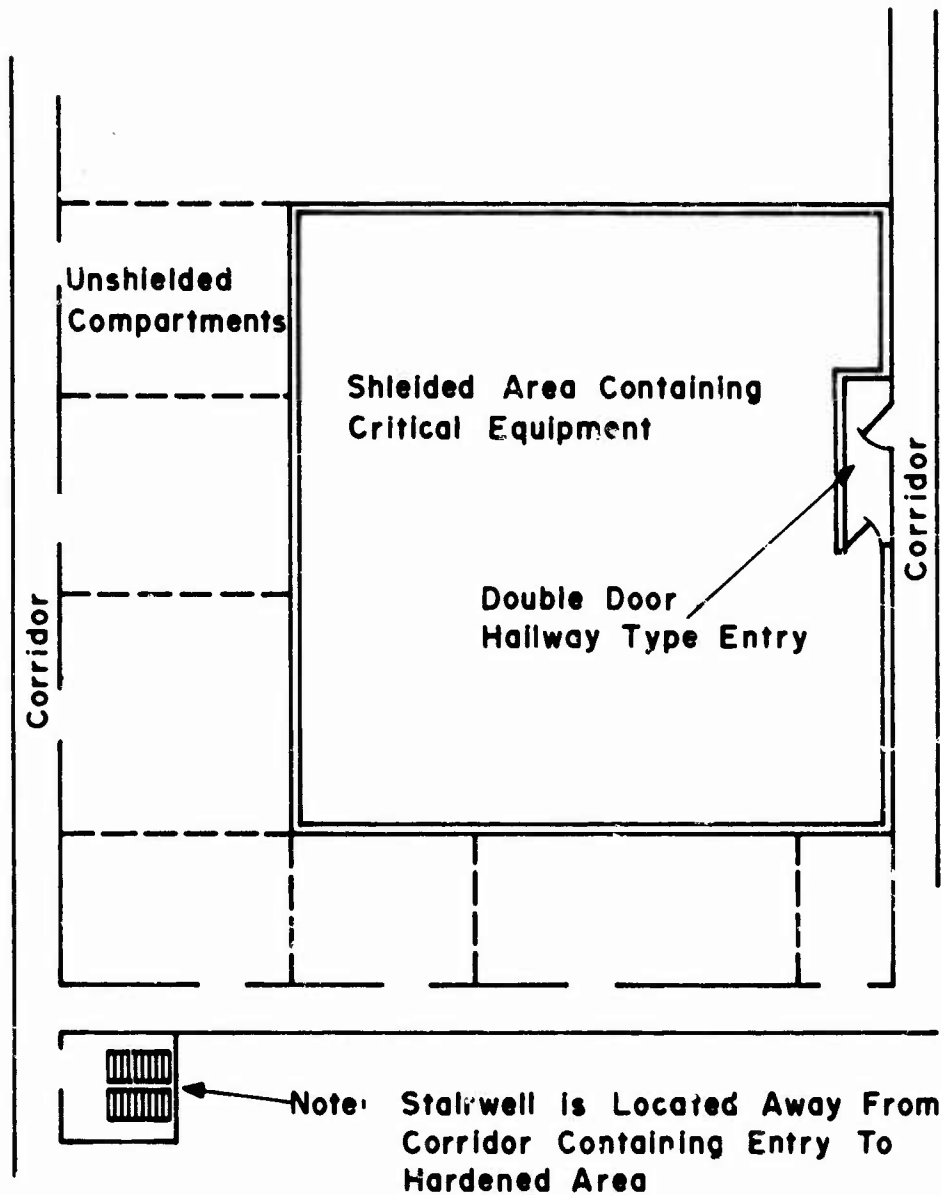 Unshielded
Compartments
Shielded Area Containing
Critical Equipment
Corridor
Double Door
Hallway Type Entry
Corridor
Note: Stairwell is Located Away From
Corridor Containing Entry To
Hardened Area